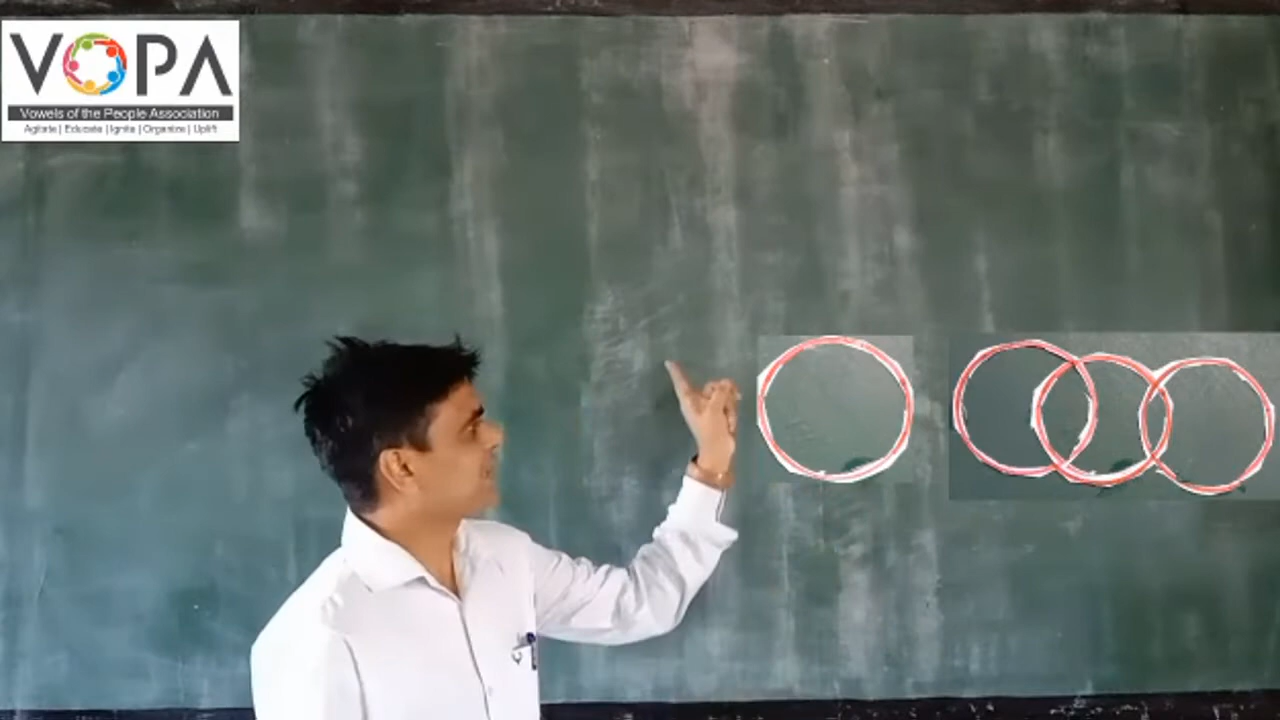 VOPA
Vowels of the People Association
Agitate | Educate | Ignite | Organize | Uplift